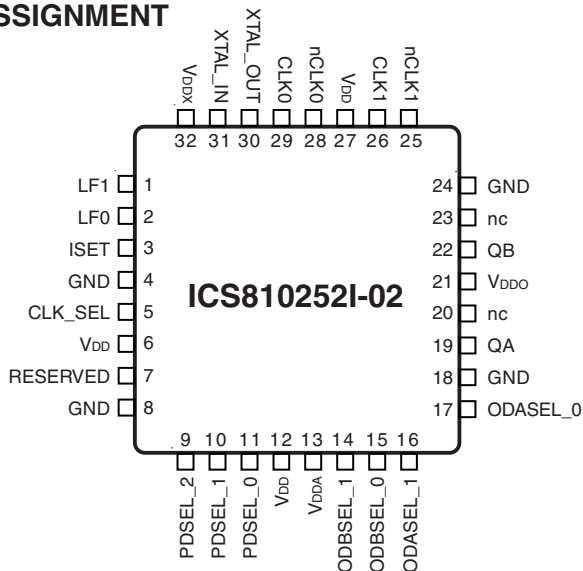 SSIGNMENT
VDDX
XTAL_IN
XTAL_OUT
CLK0
nCLK0
VDD
CLK1
nCLK1
32 31 30 29 28 27 26 25
LF1 1
LF0 2
ISET 3
GND 4
CLK_SEL 5
VDD 6
RESERVED 7
GND 8
ICS810252I-02
24 GND
23 nc
22 QB
21 VDDO
20 nc
19 QA
18 GND
17 ODASEL_0
9 10 11 12 13 14 15 16
PDSEL_2
PDSEL_1
PDSEL_0
VDD
VDDA
ODBSEL_1
ODBSEL_0
ODASEL_1